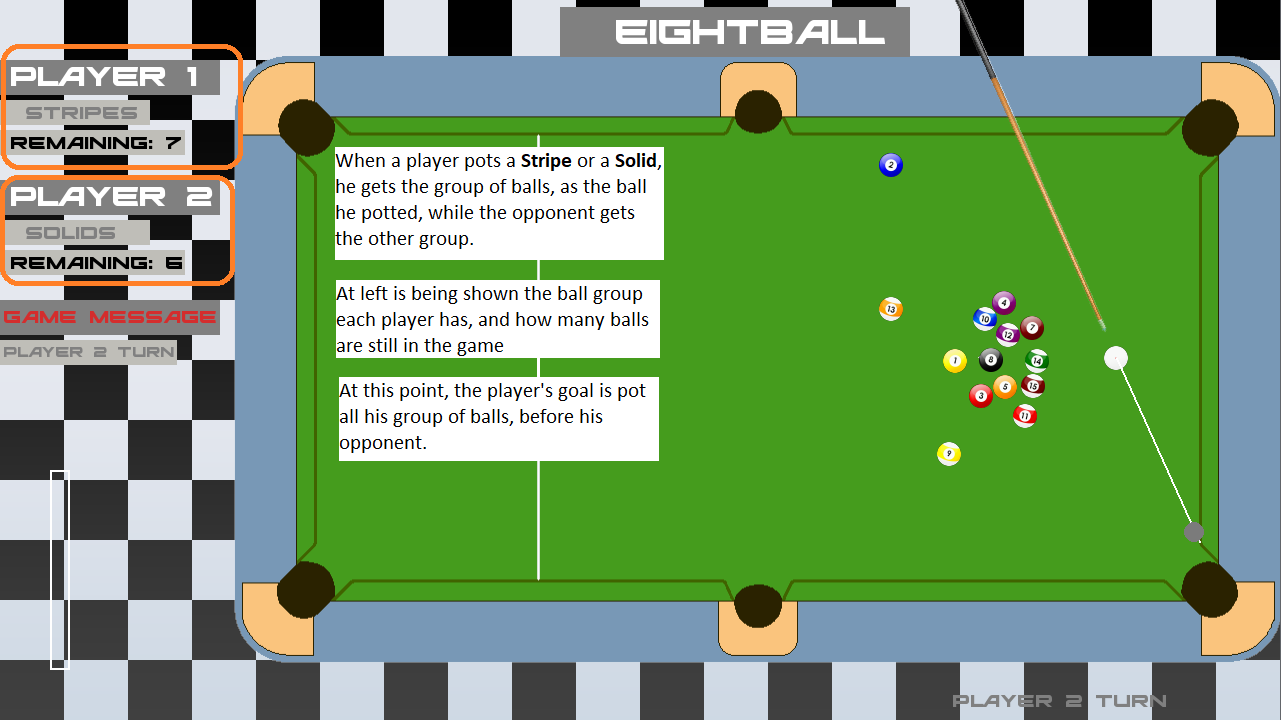 EIGHTBALL
PLAYER 1
STRIPES
REMAINING: 7
PLAYER 2
SOLIDS
REMAINING: 6
GAME MESSAGE
PLAYER 2 TURN
When a player pots a Stripe or a Solid,
he gets the group of balls, as the ball
he potted, while the opponent gets
the other group.
At left is being shown the ball group
each player has, and how many balls
are still in the game
At this point, the player's goal is pot
all his group of balls, before his
opponent.
2
13
4
10
7
12
1
8
14
5
15
3
11
9
PLAYER 2 TURN